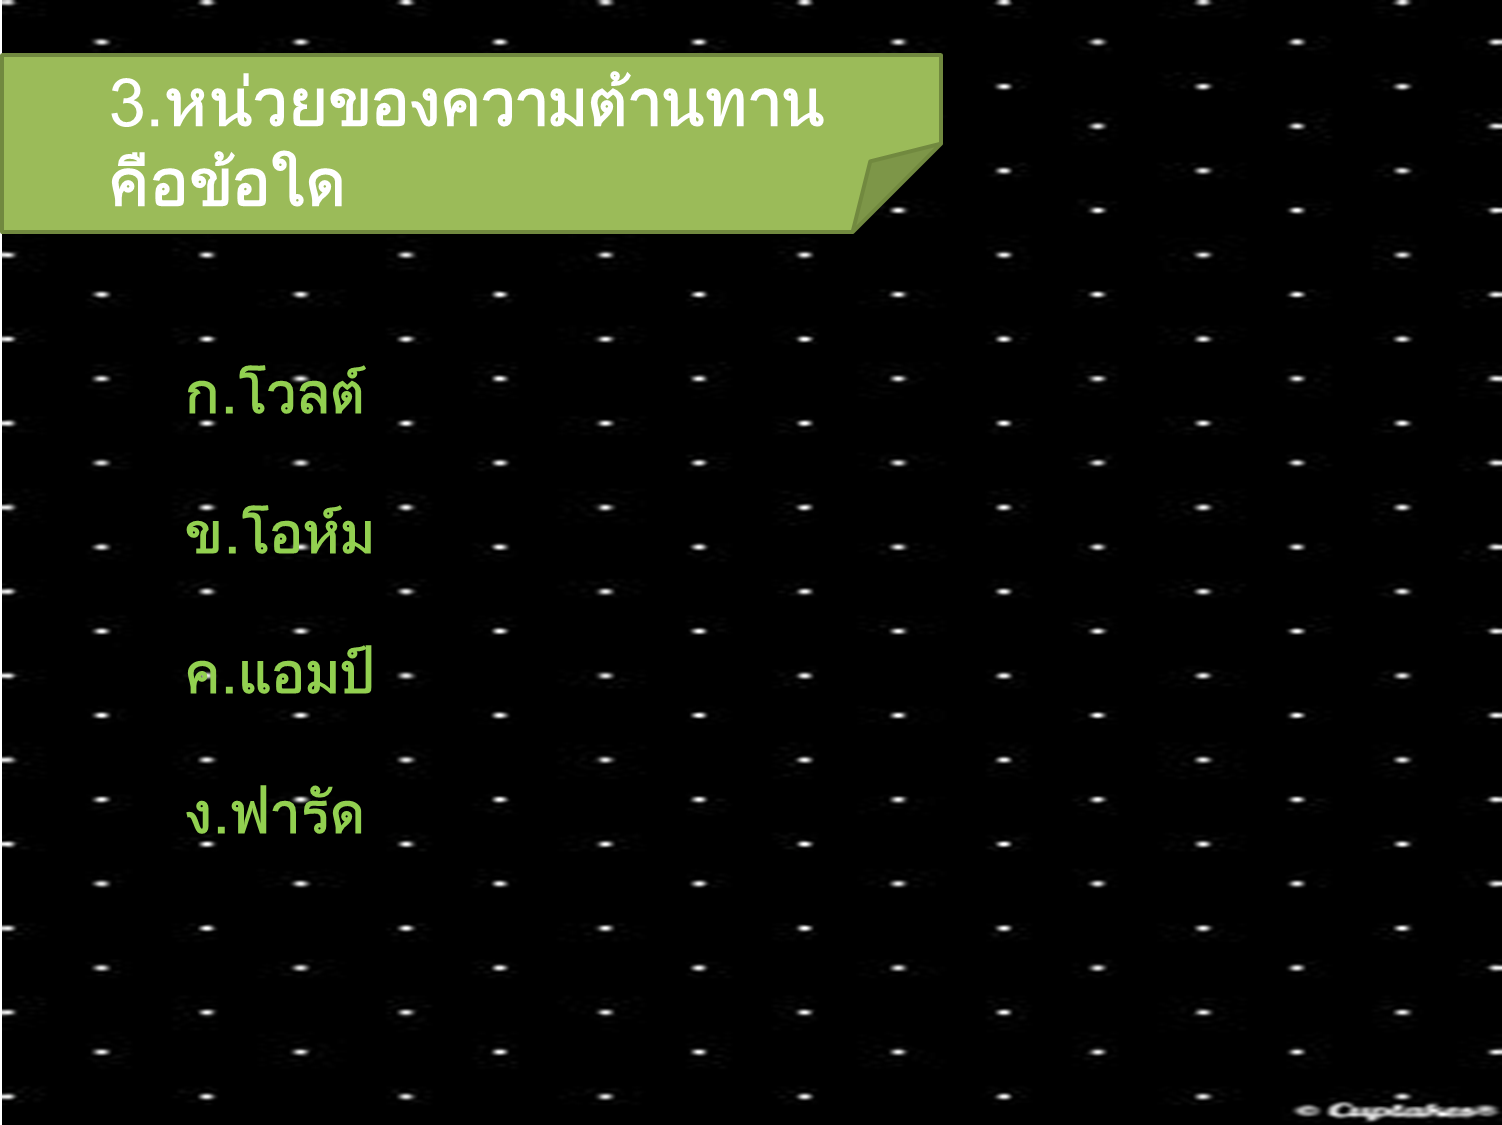 3.หน่วยของความต้านทาน
คือข้อใด
ก.โวลต์
ข.โอห์ม
ค.แอมป์
ง.ฟารัด
© Cuptakes®